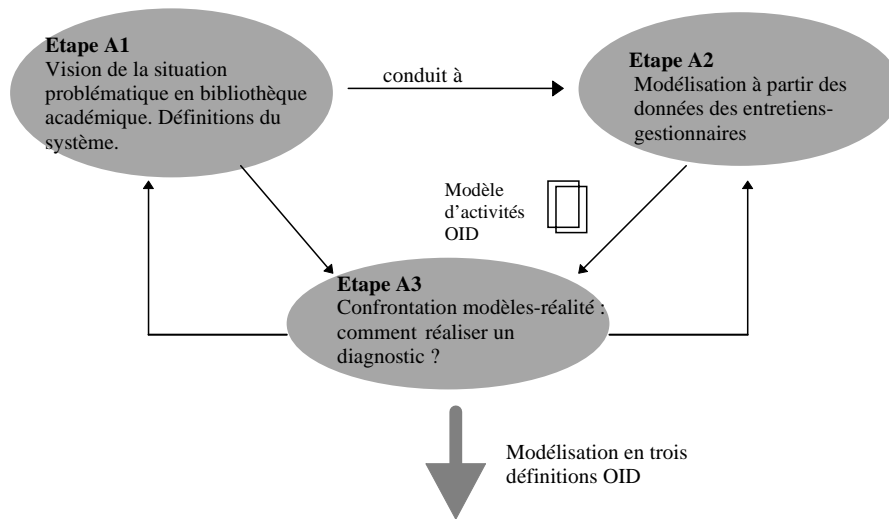 Etape A1
Vision de la situation
problématique en bibliothèque
académique. Définitions du
système.
conduit à
Etape A2
Modélisation à partir des
données des entretiens-
gestionnaires
Modèle
d’activités
OID
Etape A3
Confrontation modèles-réalité :
comment réaliser un
diagnostic ?
Modélisation en trois
définitions OID